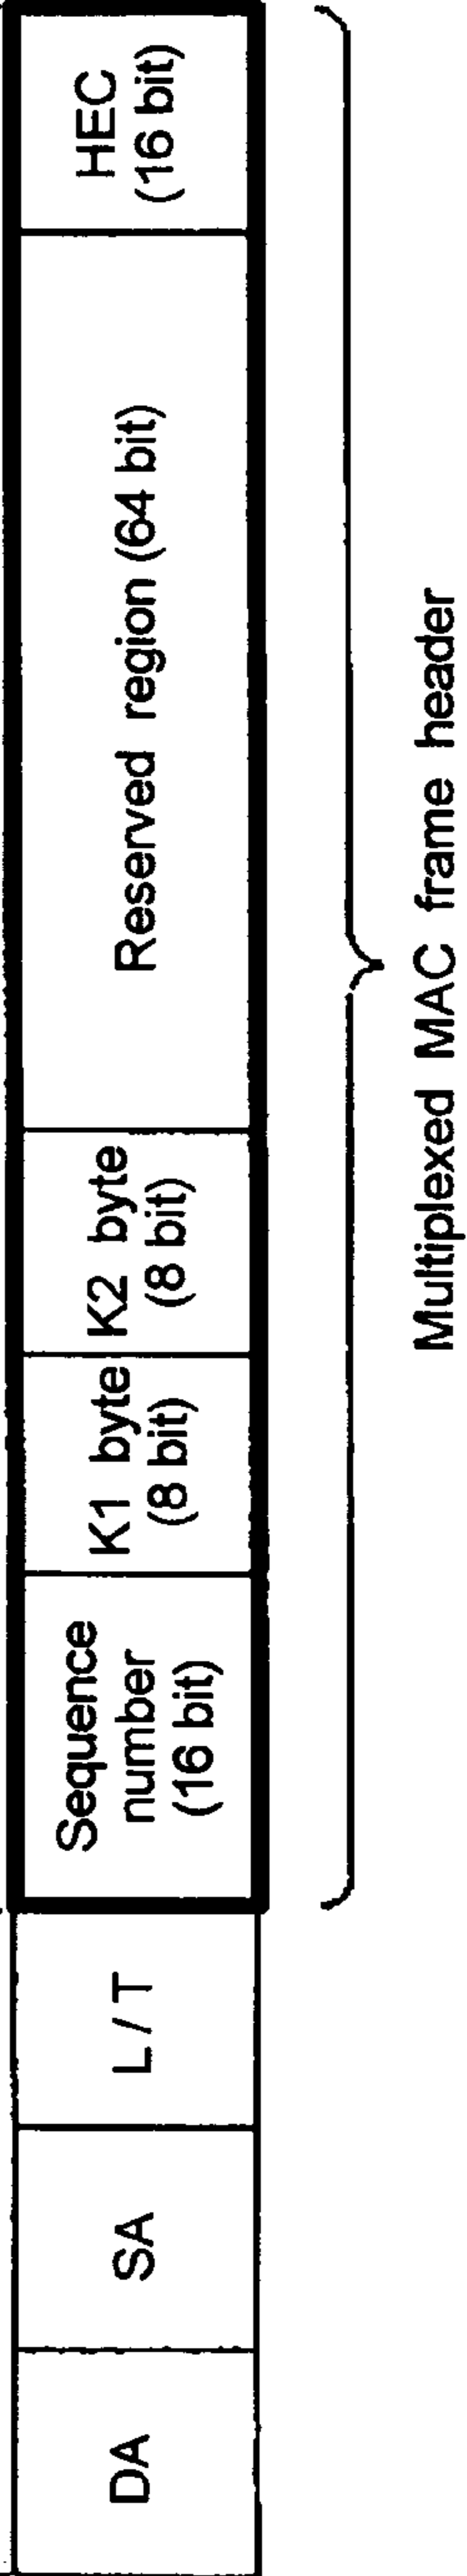 DA
SA
L / T
Sequence
number
(16 bit)
K1 byte
(8 bit)
K2 byte
(8 bit)
Reserved region (64 bit)
HEC
(16 bit)
Multiplexed MAC frame header